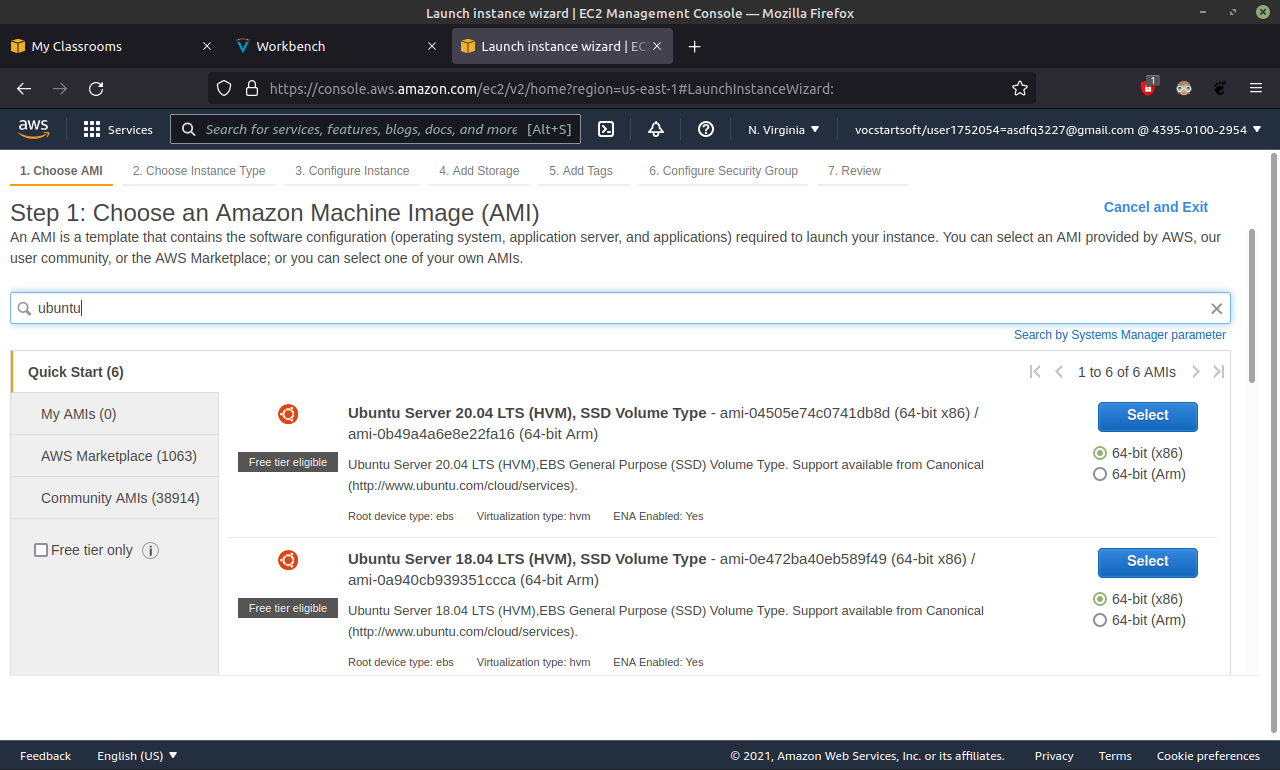 Launch instance wizard | EC2 Management Console — Mozilla Firefox
My Classrooms
Workbench
Launch instance wizard | EC
https://console.aws.amazon.com/ec2/v2/home?region=us-east-1#LaunchInstanceWizard:
1
aws
Services
Search for services, features, blogs, docs, and more [Alt+S]
N. Virginia
vocstartsoft/user1752054=asdfq3227@gmail.com @ 4395-0100-2954
1. Choose AMI
2. Choose Instance Type
3. Configure Instance
4. Add Storage
5. Add Tags
6. Configure Security Group
7. Review
Step 1: Choose an Amazon Machine Image (AMI)
Cancel and Exit
An AMI is a template that contains the software configuration (operating system, application server, and applications) required to launch your instance. You can select an AMI provided by AWS, our
user community, or the AWS Marketplace; or you can select one of your own AMIs.
ubuntu
Search by Systems Manager parameter
Quick Start (6)
1 to 6 of 6 AMIs
My AMIs (0)
AWS Marketplace (1063)
Community AMIs (38914)
Free tier only
Ubuntu Server 20.04 LTS (HVM), SSD Volume Type - ami-04505e74c0741db8d (64-bit x86) /
ami-0b49a4a6e8e22fa16 (64-bit Arm)
Free tier eligible
Ubuntu Server 20.04 LTS (HVM),EBS General Purpose (SSD) Volume Type. Support available from Canonical
(http://www.ubuntu.com/cloud/services).
Root device type: ebs Virtualization type: hvm ENA Enabled: Yes
Select
64-bit (x86)
64-bit (Arm)
Ubuntu Server 18.04 LTS (HVM), SSD Volume Type - ami-0e472ba40eb589f49 (64-bit x86) /
ami-0a940cb939351ccca (64-bit Arm)
Free tier eligible
Ubuntu Server 18.04 LTS (HVM),EBS General Purpose (SSD) Volume Type. Support available from Canonical
(http://www.ubuntu.com/cloud/services).
Root device type: ebs Virtualization type: hvm ENA Enabled: Yes
Select
64-bit (x86)
64-bit (Arm)
Feedback
English (US)
© 2021, Amazon Web Services, Inc. or its affiliates.
Privacy
Terms
Cookie preferences